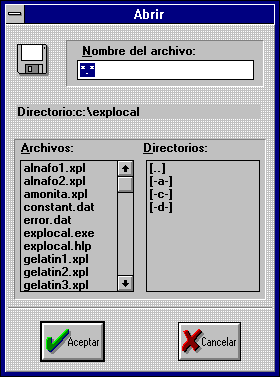 Abrir
Nombre del archivo:
*.*
Directorio:c:\explocal
Archivos:
Directorios:
alnafo1.xpl
alnafo2.xpl
amonita.xpl
constant.dat
error.dat
explocal.exe
explocal.hlp
gelatin1.xpl
gelatin2.xpl
gelatin3.xpl
[..]
[-a-]
[-c-]
[-d-]
Aceptar
Cancelar